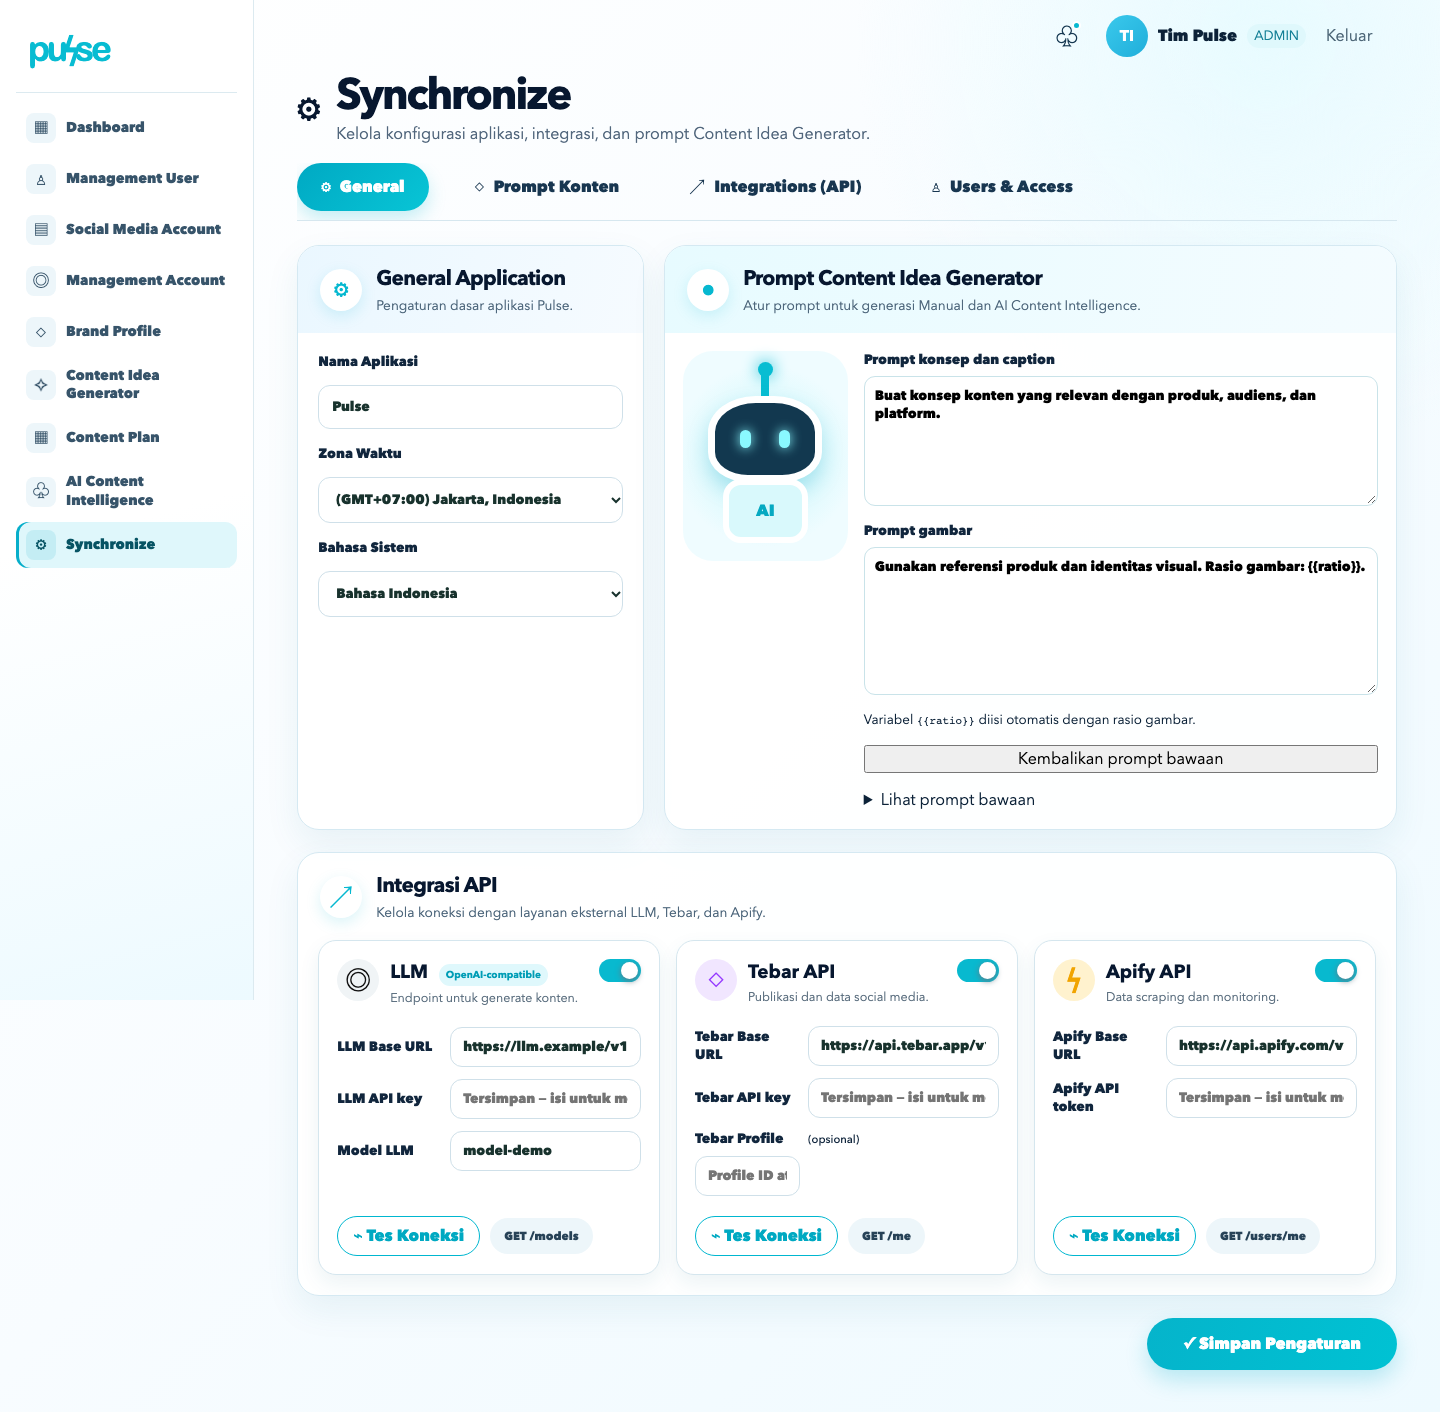 pulse
Dashboard
Management User
Social Media Account
Management Account
Brand Profile
Content Idea
Generator
Content Plan
AI Content
Intelligence
Synchronize
TI
Tim Pulse
ADMIN
Keluar
Synchronize
Kelola konfigurasi aplikasi, integrasi, dan prompt Content Idea Generator.
General
Prompt Konten
Integrations (API)
Users & Access
General Application
Pengaturan dasar aplikasi Pulse.
Nama Aplikasi
Pulse
Zona Waktu
(GMT+07:00) Jakarta, Indonesia
Bahasa Sistem
Bahasa Indonesia
Prompt Content Idea Generator
Atur prompt untuk generasi Manual dan AI Content Intelligence.
AI
Prompt konsep dan caption
Buat konsep konten yang relevan dengan produk, audiens, dan
platform.
Prompt gambar
Gunakan referensi produk dan identitas visual. Rasio gambar: {{ratio}}.
Variabel {{ratio}} diisi otomatis dengan rasio gambar.
Kembalikan prompt bawaan
Lihat prompt bawaan
Integrasi API
Kelola koneksi dengan layanan eksternal LLM, Tebar, dan Apify.
LLM
OpenAI-compatible
Endpoint untuk generate konten.
LLM Base URL
https://llm.example/v1
LLM API key
Tersimpan – isi untuk m
Model LLM
model-demo
Tes Koneksi
GET /models
Tebar API
Publikasi dan data social media.
Tebar Base
URL
https://api.tebar.app/v
Tebar API key
Tersimpan – isi untuk m
Tebar Profile
(opsional)
Profile ID at
Tes Koneksi
GET /me
Apify API
Data scraping dan monitoring.
Apify Base
URL
https://api.apify.com/v
Apify API
token
Tersimpan – isi untuk m
Tes Koneksi
GET /users/me
✓ Simpan Pengaturan